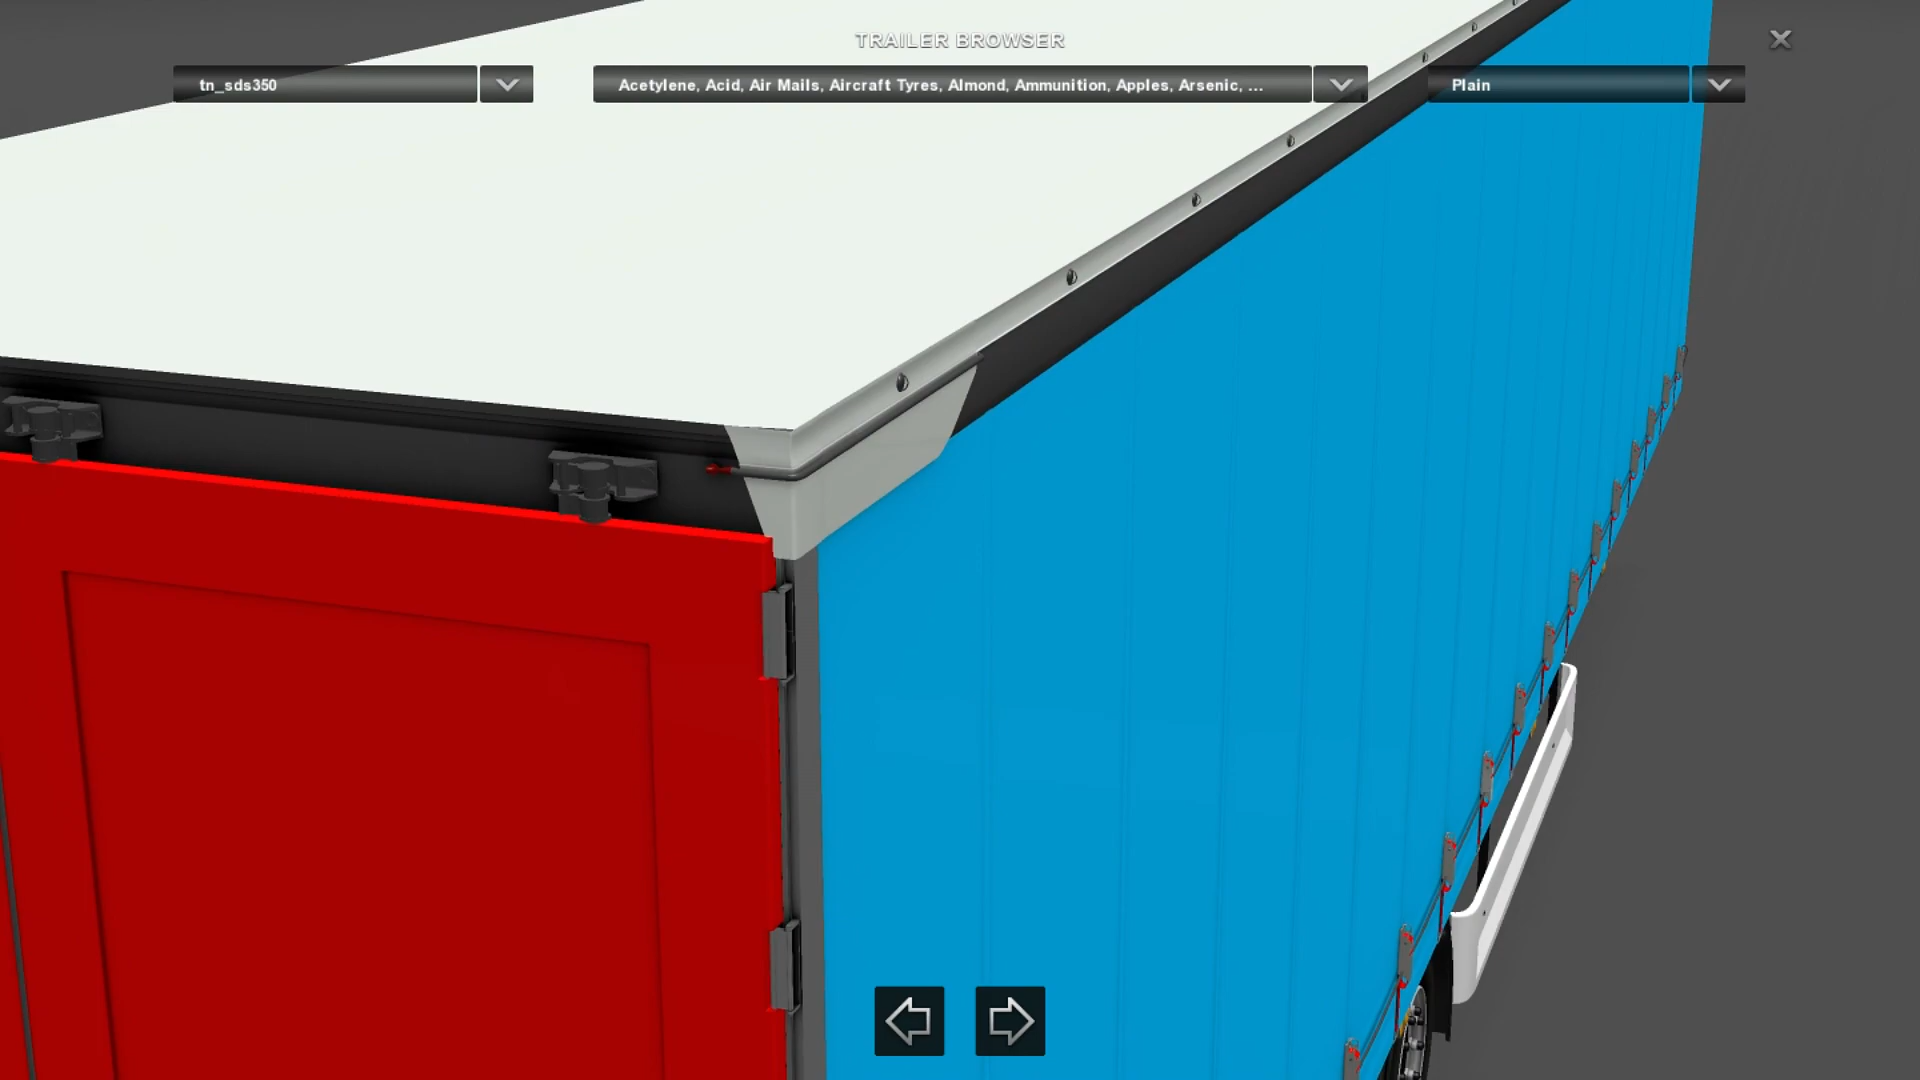 TRAILER BROWSER
tn_sds350
Acetylene, Acid, Air Mails, Aircraft Tyres, Almond, Ammunition, Apples, Arsenic, ...
Plain